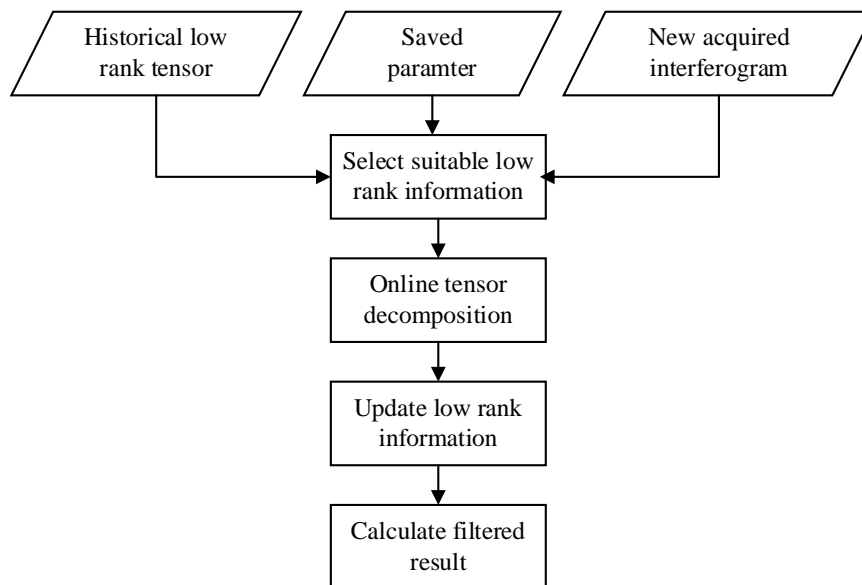 Historical low
rank tensor
Saved
paramter
New acquired
interferogram
Select suitable low
rank information
Online tensor
decomposition
Update low rank
information
Calculate filtered
result